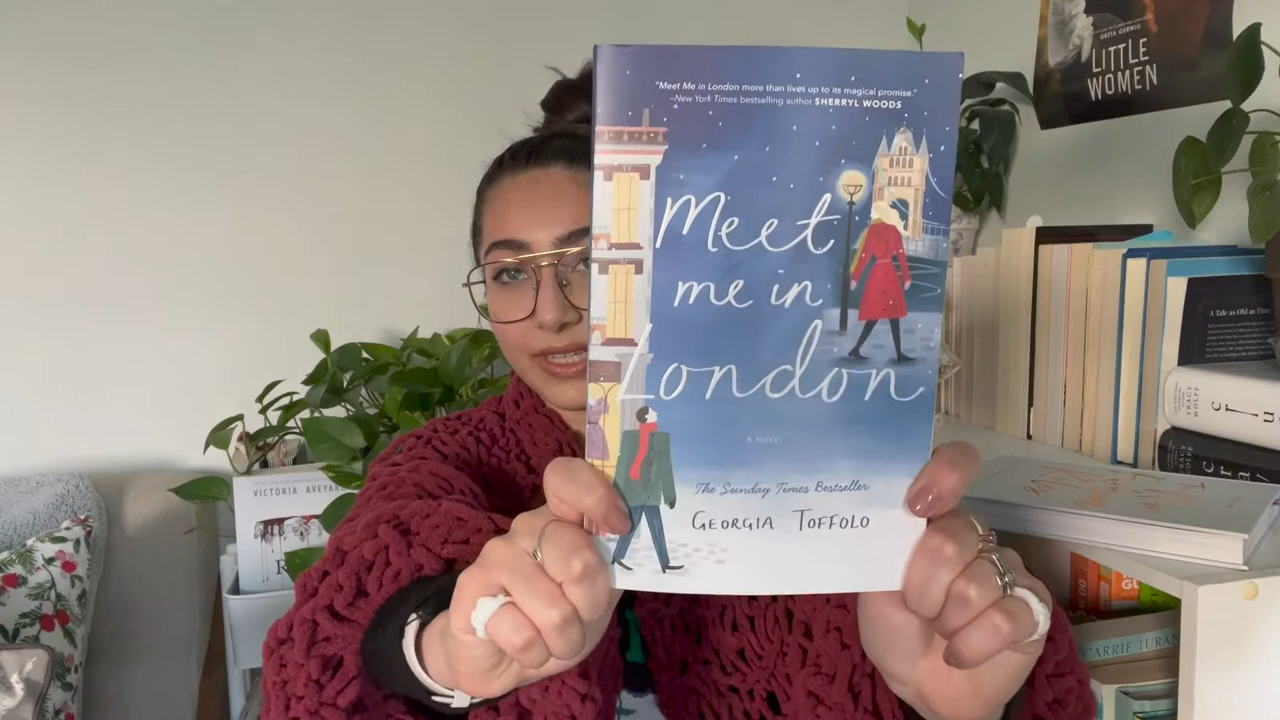 "Meet Me in London more than lives up to its magical promise."
—New York Times bestselling author SHERRYL WOODS
Meet
me in
London
A NOVEL
The Sunday Times Bestseller
GEORGIA TOFFOLO
GRETA GERWIG
LITTLE
WOMEN
VICTORIA AVEYARD
R
A Tale as Old as Time
TRACY
WOLFF
c
u
c
r
a
CARRIE TURAN